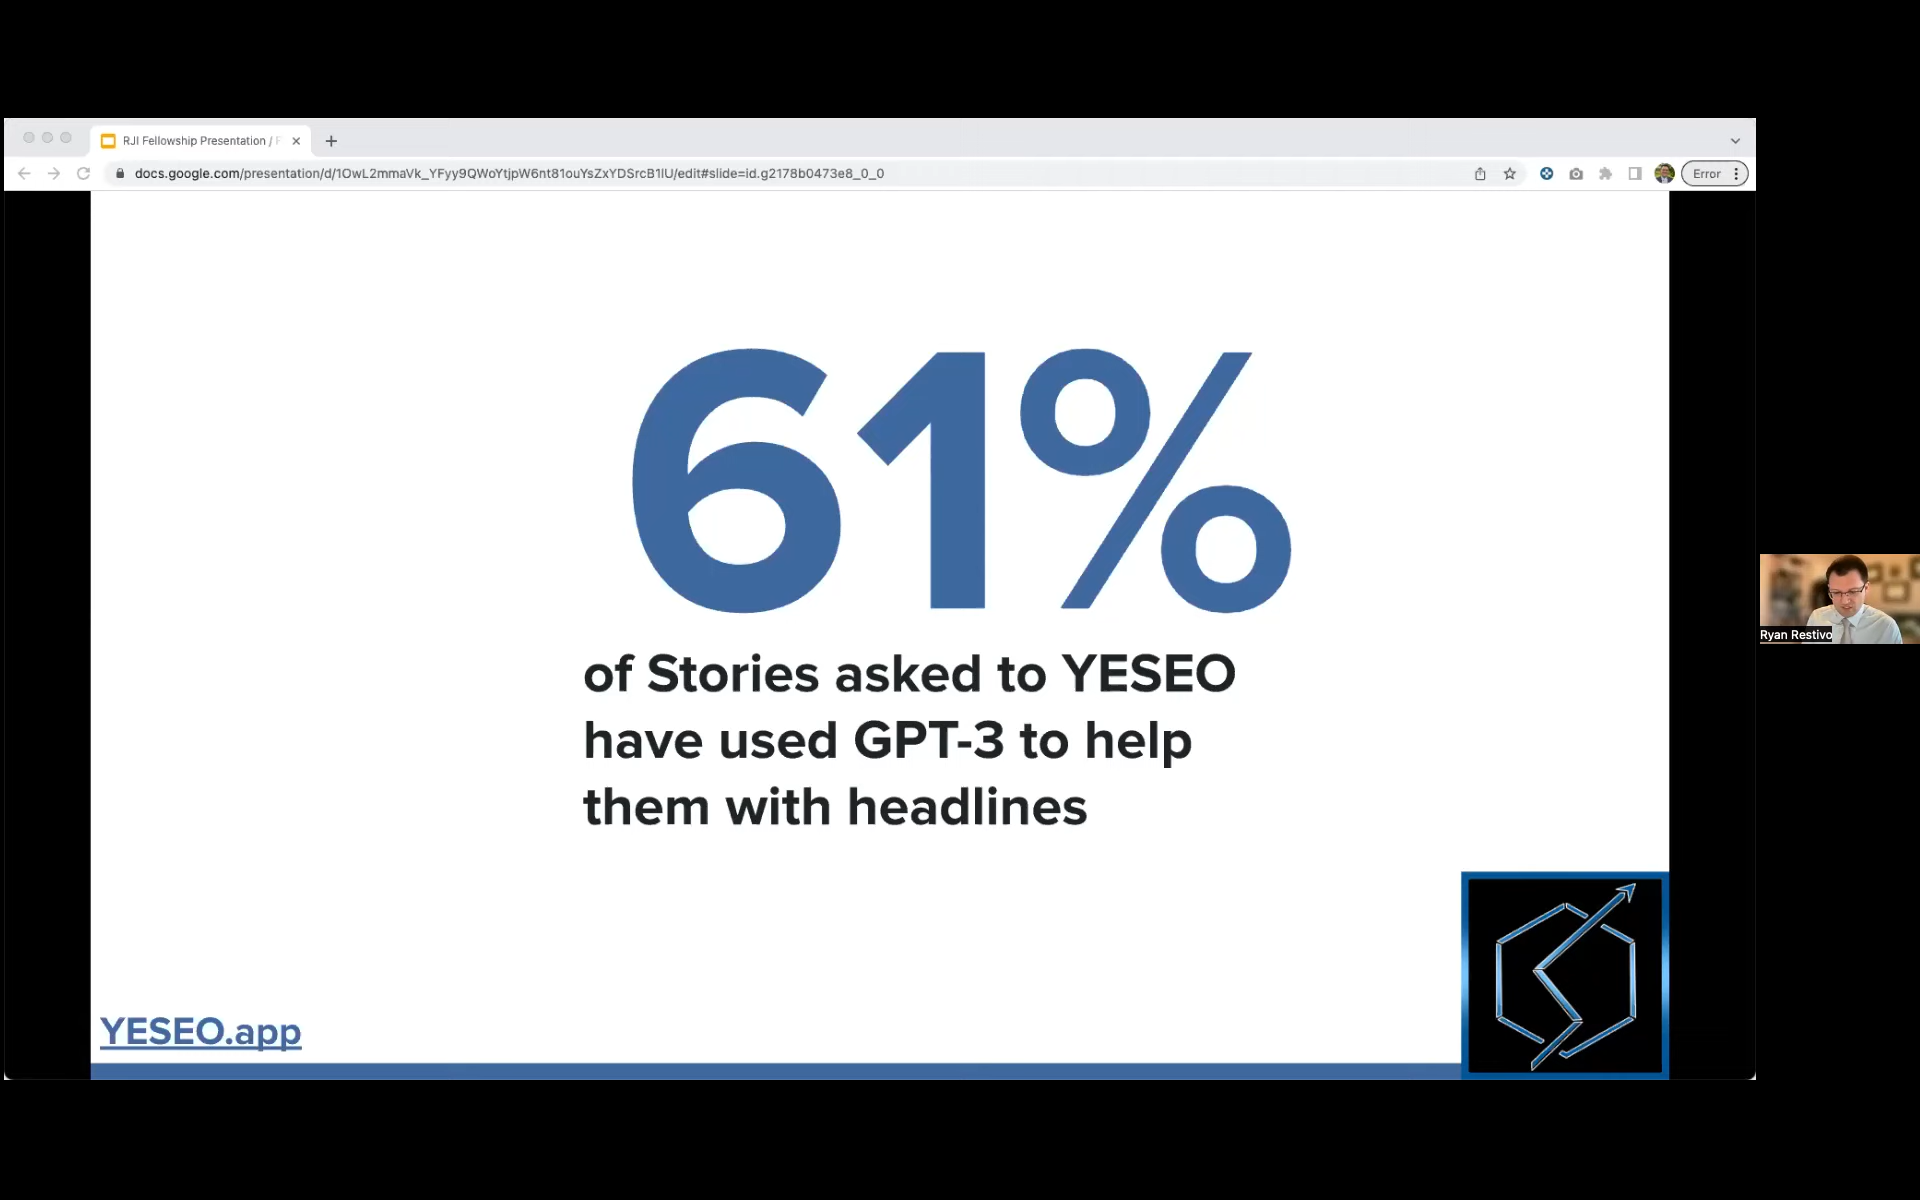 RJI Fellowship Presentation /
docs.google.com/presentation/d/1OwL2mmaVk_YFyy9QWoYtjpW6nt81ouYsZxYDSrcB1lU/edit#slide=id.g2178b0473e8_0_0
Error
61%
of Stories asked to YESEO
have used GPT-3 to help
them with headlines
Ryan Restivo
YESEO.app